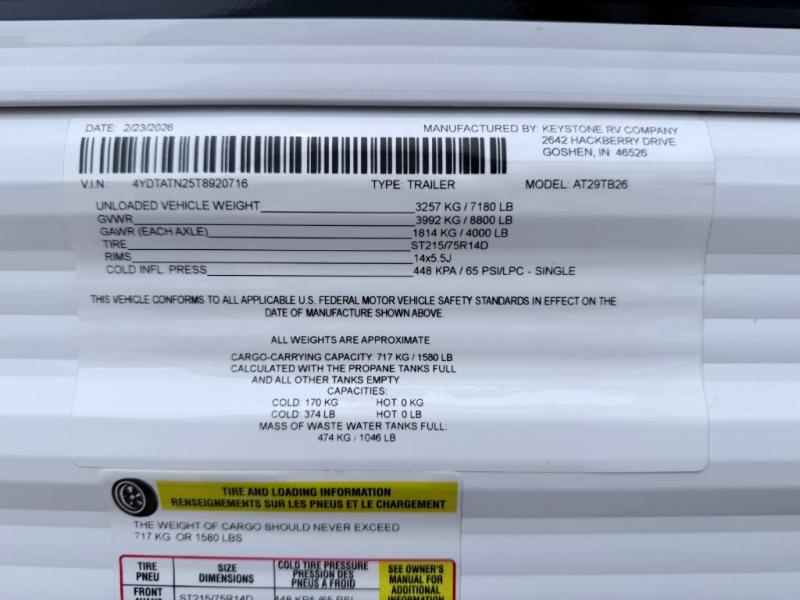 DATE: 2/23/2026
MANUFACTURED BY: KEYSTONE RV COMPANY
2642 HACKBERRY DRIVE
GOSHEN, IN 46526
V.I.N.: 4YDTATN25T8920716 TYPE: TRAILER MODEL: AT29TB26
UNLOADED VEHICLE WEIGHT 3257 KG / 7180 LB
GVWR 3992 KG / 8800 LB
GAWR (EACH AXLE) 1814 KG / 4000 LB
TIRE ST215/75R14D
RIMS 14x5.5J
COLD INFL. PRESS 448 KPA / 65 PSI/LPC - SINGLE
THIS VEHICLE CONFORMS TO ALL APPLICABLE U.S. FEDERAL MOTOR VEHICLE SAFETY STANDARDS IN EFFECT ON THE
DATE OF MANUFACTURE SHOWN ABOVE.
ALL WEIGHTS ARE APPROXIMATE
CARGO-CARRYING CAPACITY: 717 KG / 1580 LB
CALCULATED WITH THE PROPANE TANKS FULL
AND ALL OTHER TANKS EMPTY
CAPACITIES:
COLD: 170 KG HOT: 0 KG
COLD: 374 LB HOT: 0 LB
MASS OF WASTE WATER TANKS FULL:
474 KG / 1046 LB
TIRE AND LOADING INFORMATION
RENSEIGNEMENTS SUR LES PNEUS ET LE CHARGEMENT
THE WEIGHT OF CARGO SHOULD NEVER EXCEED
717 KG OR 1580 LBS
TIRE
PNEU
SIZE
DIMENSIONS
COLD TIRE PRESSURE
PRESSION DES
PNEUS A FROID
SEE OWNER'S
MANUAL FOR
ADDITIONAL
INFORMATION
FRONT
ST215/75R14D
448 KPA /65 PSI